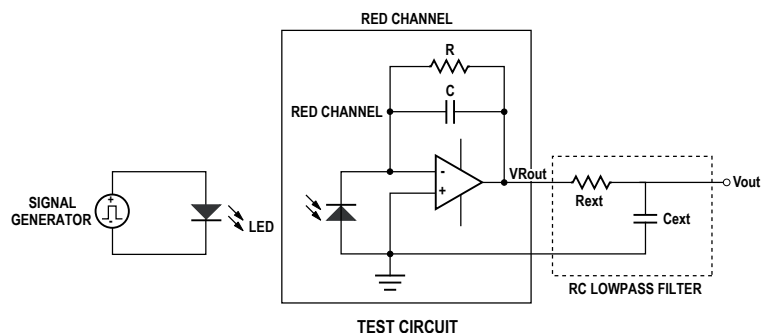 RED CHANNEL
R
C
RED CHANNEL
-
+
VRout
Rext
Cext
Vout
+
-
SIGNAL
GENERATOR
LED
RC LOWPASS FILTER
TEST CIRCUIT